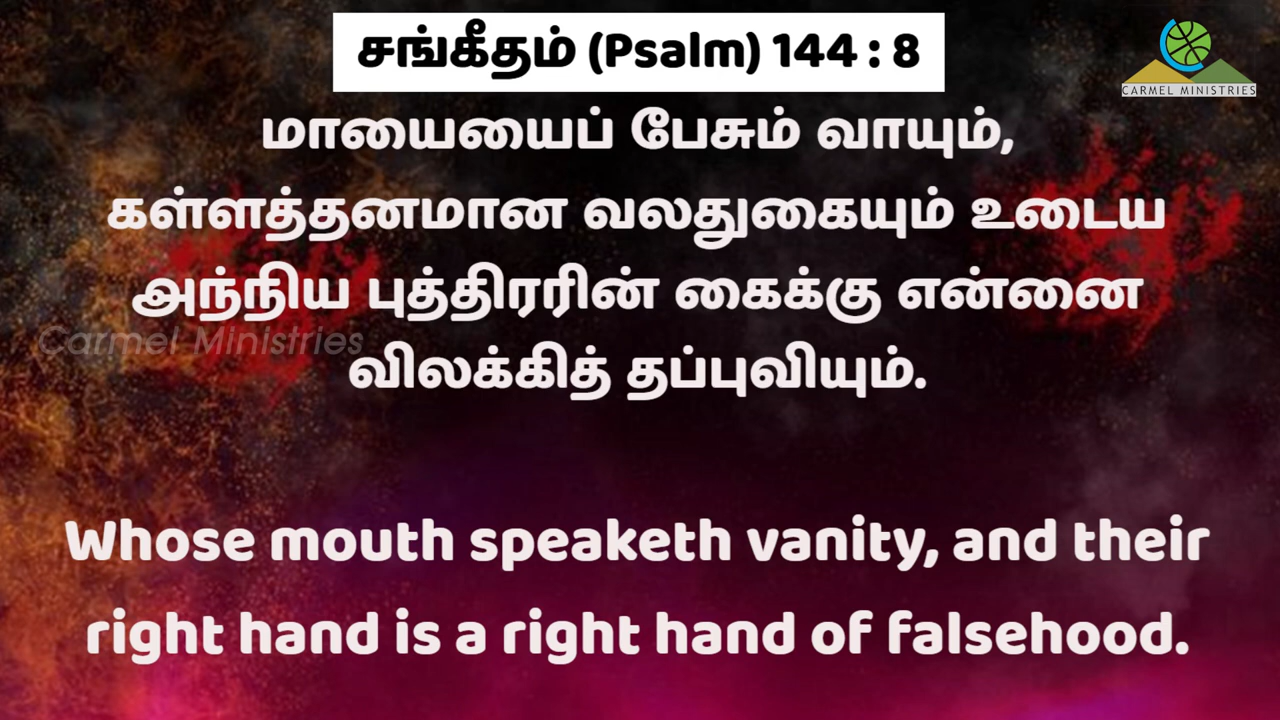 சங்கீதம் (Psalm) 144 : 8
CARMEL MINISTRIES
மாயையைப் பேசும் வாயும்,
கள்ளத்தனமான வலதுகையும் உடைய
அந்நிய புத்திரரின் கைக்கு என்னை
Carmel Ministries
விலக்கித் தப்புவியும்.
Whose mouth speaketh vanity, and their
right hand is a right hand of falsehood.